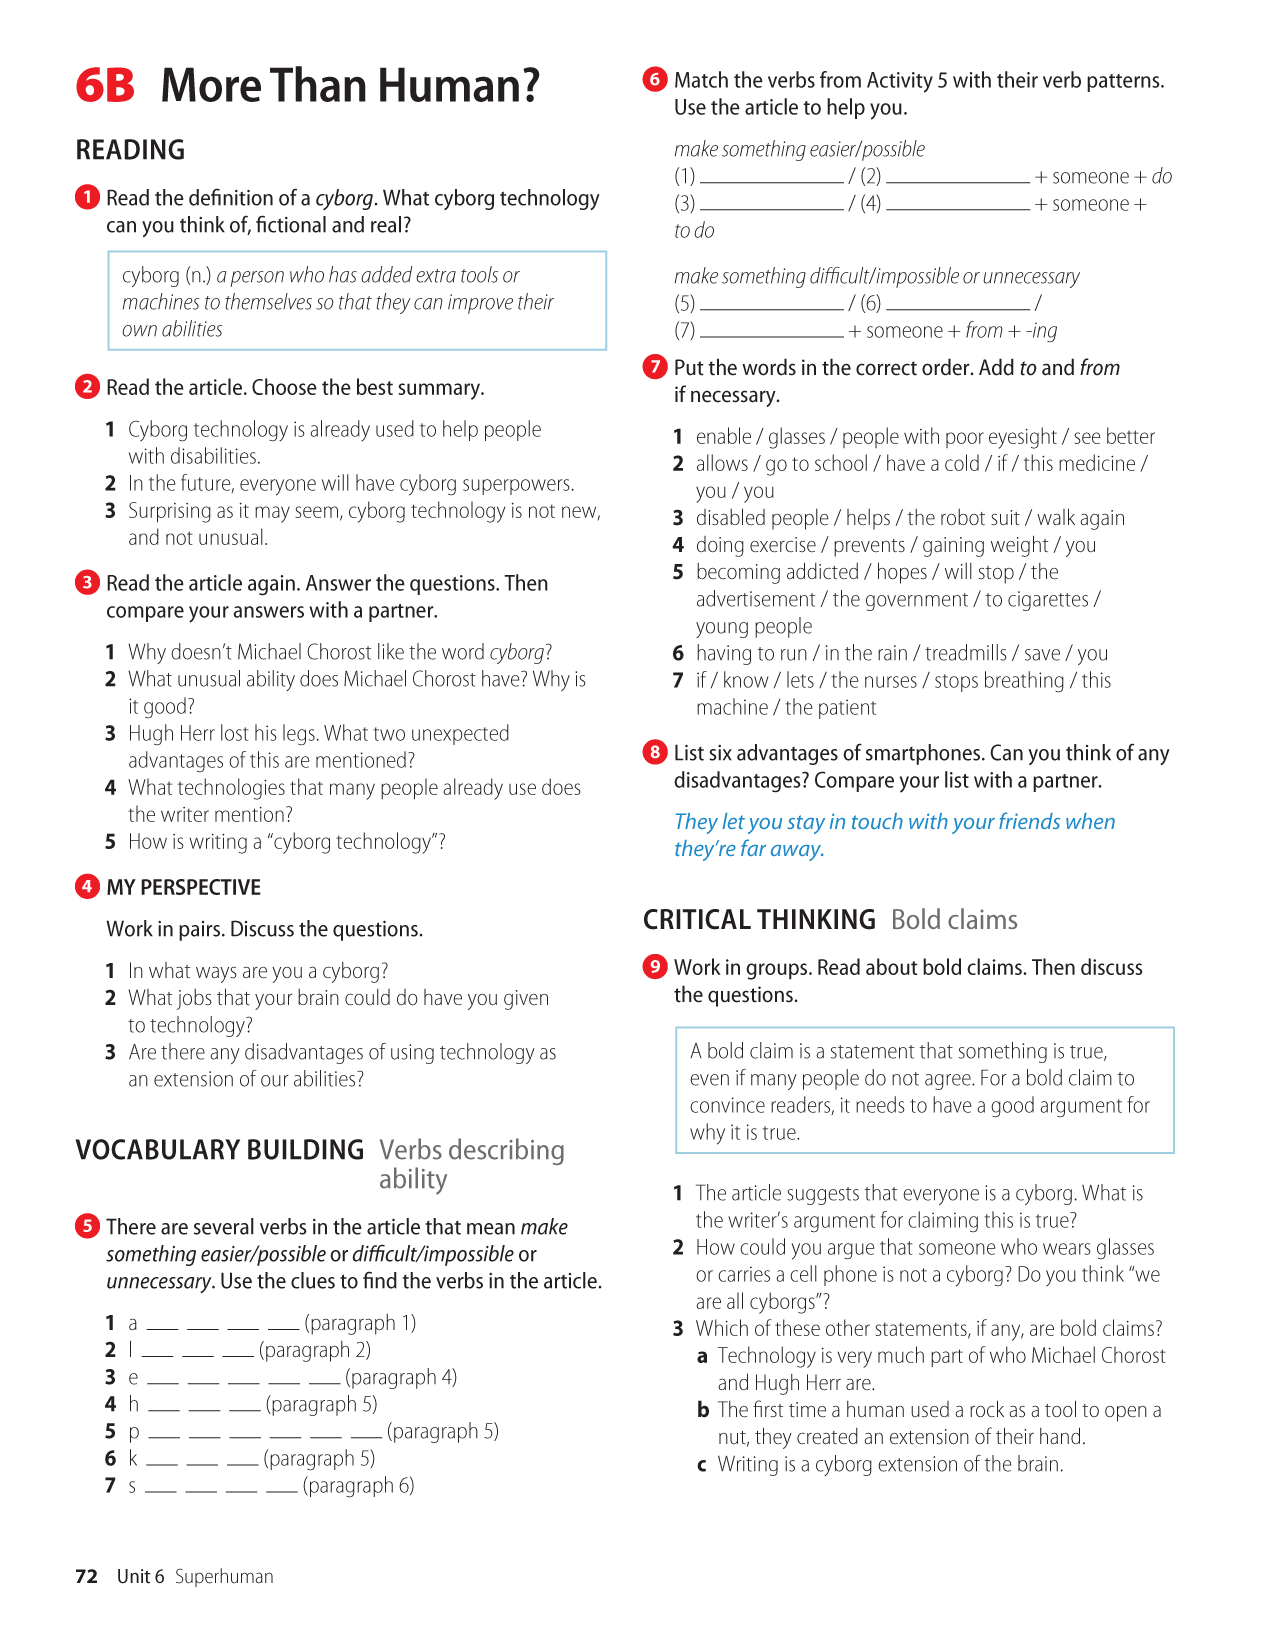 6B More Than Human?
READING
1 Read the definition of a cyborg. What cyborg technology
can you think of, fictional and real?
cyborg (n.) a person who has added extra tools or
machines to themselves so that they can improve their
own abilities
2 Read the article. Choose the best summary.
1 Cyborg technology is already used to help people
with disabilities.
2 In the future, everyone will have cyborg superpowers.
3 Surprising as it may seem, cyborg technology is not new,
and not unusual.
3 Read the article again. Answer the questions. Then
compare your answers with a partner.
1 Why doesn’t Michael Chorost like the word cyborg?
2 What unusual ability does Michael Chorost have? Why is
it good?
3 Hugh Herr lost his legs. What two unexpected
advantages of this are mentioned?
4 What technologies that many people already use does
the writer mention?
5 How is writing a “cyborg technology”?
4 MY PERSPECTIVE
Work in pairs. Discuss the questions.
1 In what ways are you a cyborg?
2 What jobs that your brain could do have you given
to technology?
3 Are there any disadvantages of using technology as
an extension of our abilities?
VOCABULARY BUILDING Verbs describing
ability
5 There are several verbs in the article that mean make
something easier/possible or difficult/impossible or
unnecessary. Use the clues to find the verbs in the article.
1 a ___ ___ ___ ___ (paragraph 1)
2 l ___ ___ ___ (paragraph 2)
3 e ___ ___ ___ ___ ___ (paragraph 4)
4 h ___ ___ ___ (paragraph 5)
5 p ___ ___ ___ ___ ___ ___ (paragraph 5)
6 k ___ ___ ___ (paragraph 5)
7 s ___ ___ ___ ___ (paragraph 6)
6 Match the verbs from Activity 5 with their verb patterns.
Use the article to help you.
make something easier/possible
(1) ______________ / (2) ______________ + someone + do
(3) ______________ / (4) ______________ + someone +
to do
make something difficult/impossible or unnecessary
(5) ______________ / (6) ______________ /
(7) ______________ + someone + from + -ing
7 Put the words in the correct order. Add to and from
if necessary.
1 enable / glasses / people with poor eyesight / see better
2 allows / go to school / have a cold / if / this medicine /
you / you
3 disabled people / helps / the robot suit / walk again
4 doing exercise / prevents / gaining weight / you
5 becoming addicted / hopes / will stop / the
advertisement / the government / to cigarettes /
young people
6 having to run / in the rain / treadmills / save / you
7 if / know / lets / the nurses / stops breathing / this
machine / the patient
8 List six advantages of smartphones. Can you think of any
disadvantages? Compare your list with a partner.
They let you stay in touch with your friends when
they’re far away.
CRITICAL THINKING Bold claims
9 Work in groups. Read about bold claims. Then discuss
the questions.
A bold claim is a statement that something is true,
even if many people do not agree. For a bold claim to
convince readers, it needs to have a good argument for
why it is true.
1 The article suggests that everyone is a cyborg. What is
the writer’s argument for claiming this is true?
2 How could you argue that someone who wears glasses
or carries a cell phone is not a cyborg? Do you think “we
are all cyborgs”?
3 Which of these other statements, if any, are bold claims?
a Technology is very much part of who Michael Chorost
and Hugh Herr are.
b The first time a human used a rock as a tool to open a
nut, they created an extension of their hand.
c Writing is a cyborg extension of the brain.
72 Unit 6 Superhuman